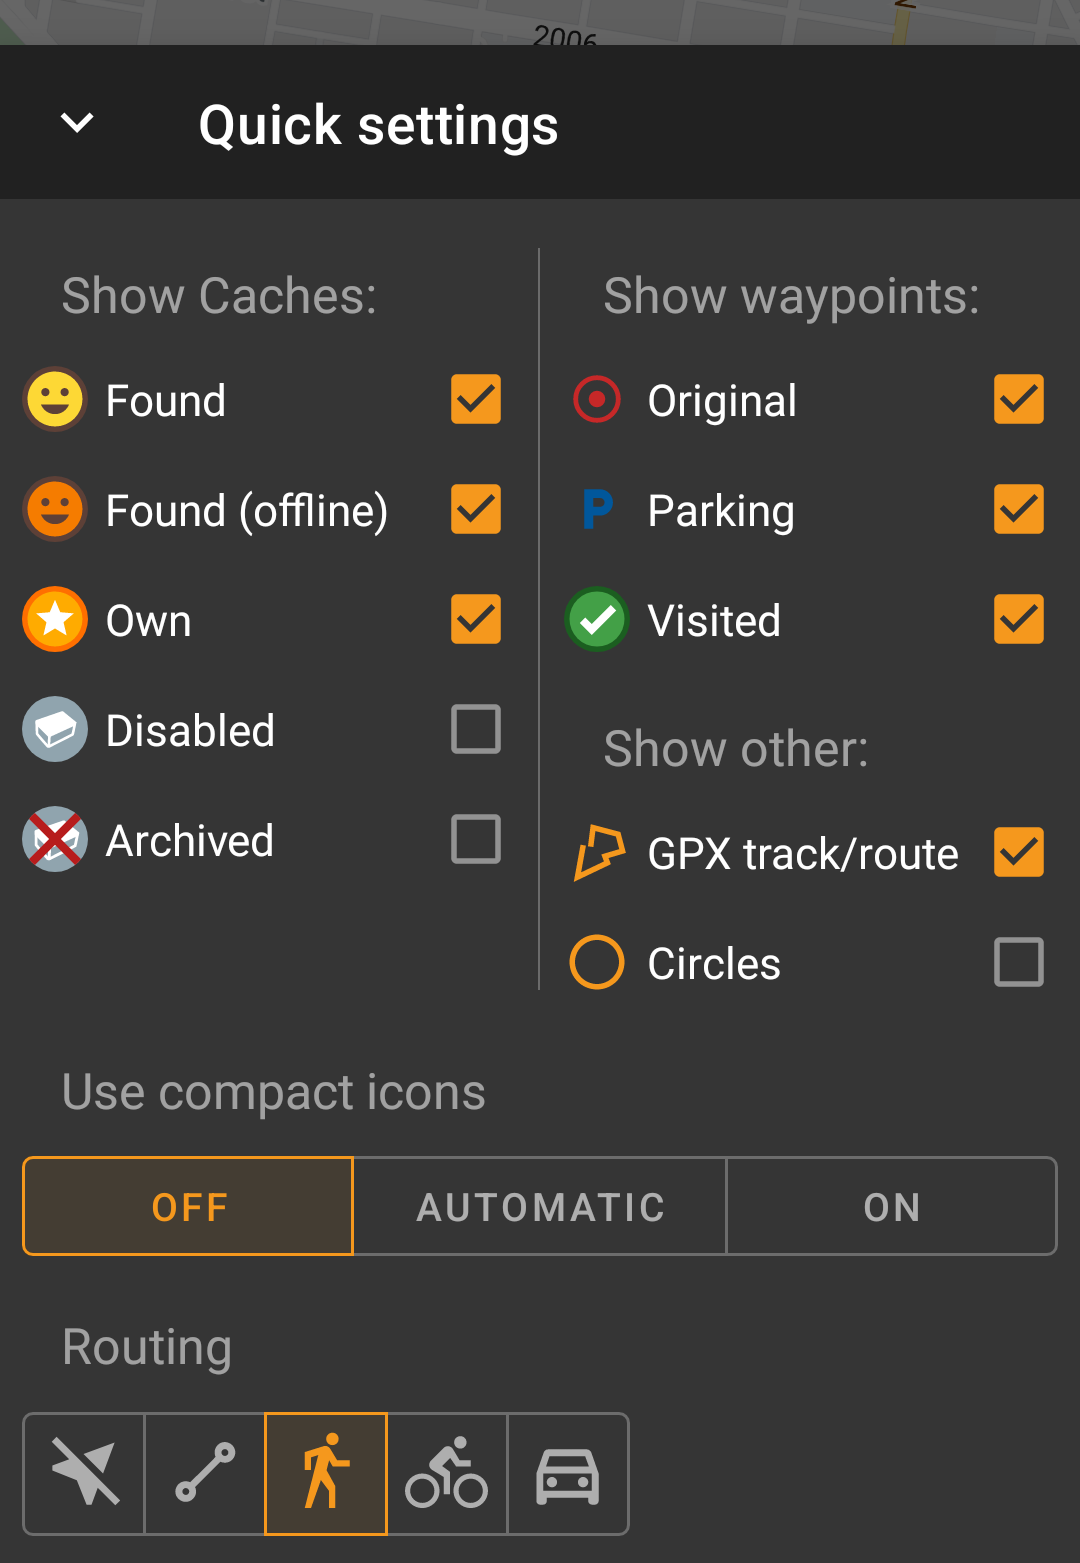 2006
Quick settings
Show Caches:
Found
Found (offline)
Own
Disabled
Archived
Show waypoints:
Original
P Parking
Visited
Show other:
GPX track/route
Circles
Use compact icons
OFF AUTOMATIC ON
Routing